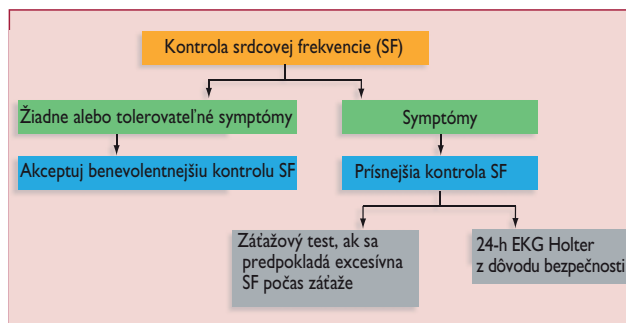 Kontrola srdcovej frekvencie (SF)
Žiadne alebo tolerovateľné symptómy
Symptómy
Akceptuj benevolentnejšiu kontrolu SF
Prísnejšia kontrola SF
Záťažový test, ak sa
predpokladá excesívna
SF počas záťaže
24-h EKG Holter
z dôvodu bezpečnosti